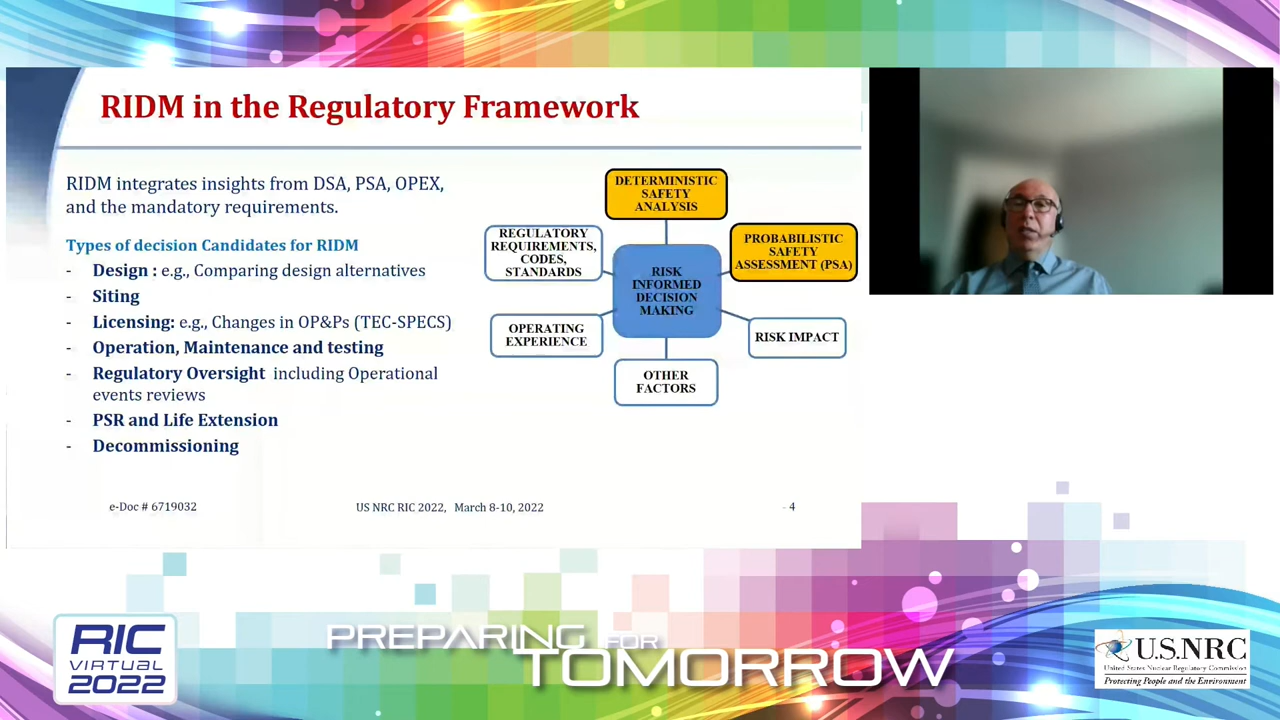 RIDM in the Regulatory Framework
RIDM integrates insights from DSA, PSA, OPEX,
and the mandatory requirements.
Types of decision Candidates for RIDM
- Design : e.g., Comparing design alternatives
- Siting
- Licensing: e.g., Changes in OP&Ps (TEC-SPECS)
- Operation, Maintenance and testing
- Regulatory Oversight including Operational
events reviews
- PSR and Life Extension
- Decommissioning
DETERMINISTIC
SAFETY
ANALYSIS
REGULATORY
REQUIREMENTS,
CODES,
STANDARDS
PROBABILISTIC
SAFETY
ASSESSMENT (PSA)
RISK
INFORMED
DECISION
MAKING
OPERATING
EXPERIENCE
RISK IMPACT
OTHER
FACTORS
e-Doc # 6719032
US NRC RIC 2022, March 8-10, 2022
- 4
RIC
VIRTUAL
2022
PREPARING FOR
TOMORROW
U.S.NRC
United States Nuclear Regulatory Commission
Protecting People and the Environment